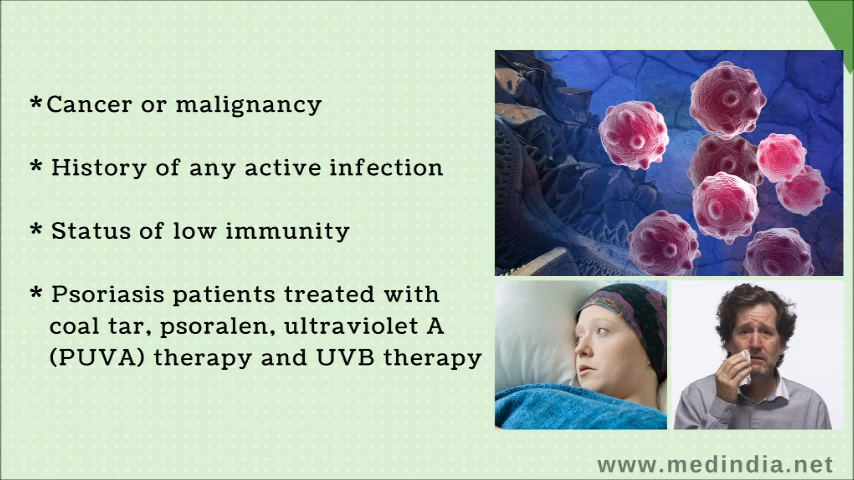 *Cancer or malignancy
* History of any active infection
* Status of low immunity
* Psoriasis patients treated with
coal tar, psoralen, ultraviolet A
(PUVA) therapy and UVB therapy
www.medindia.net